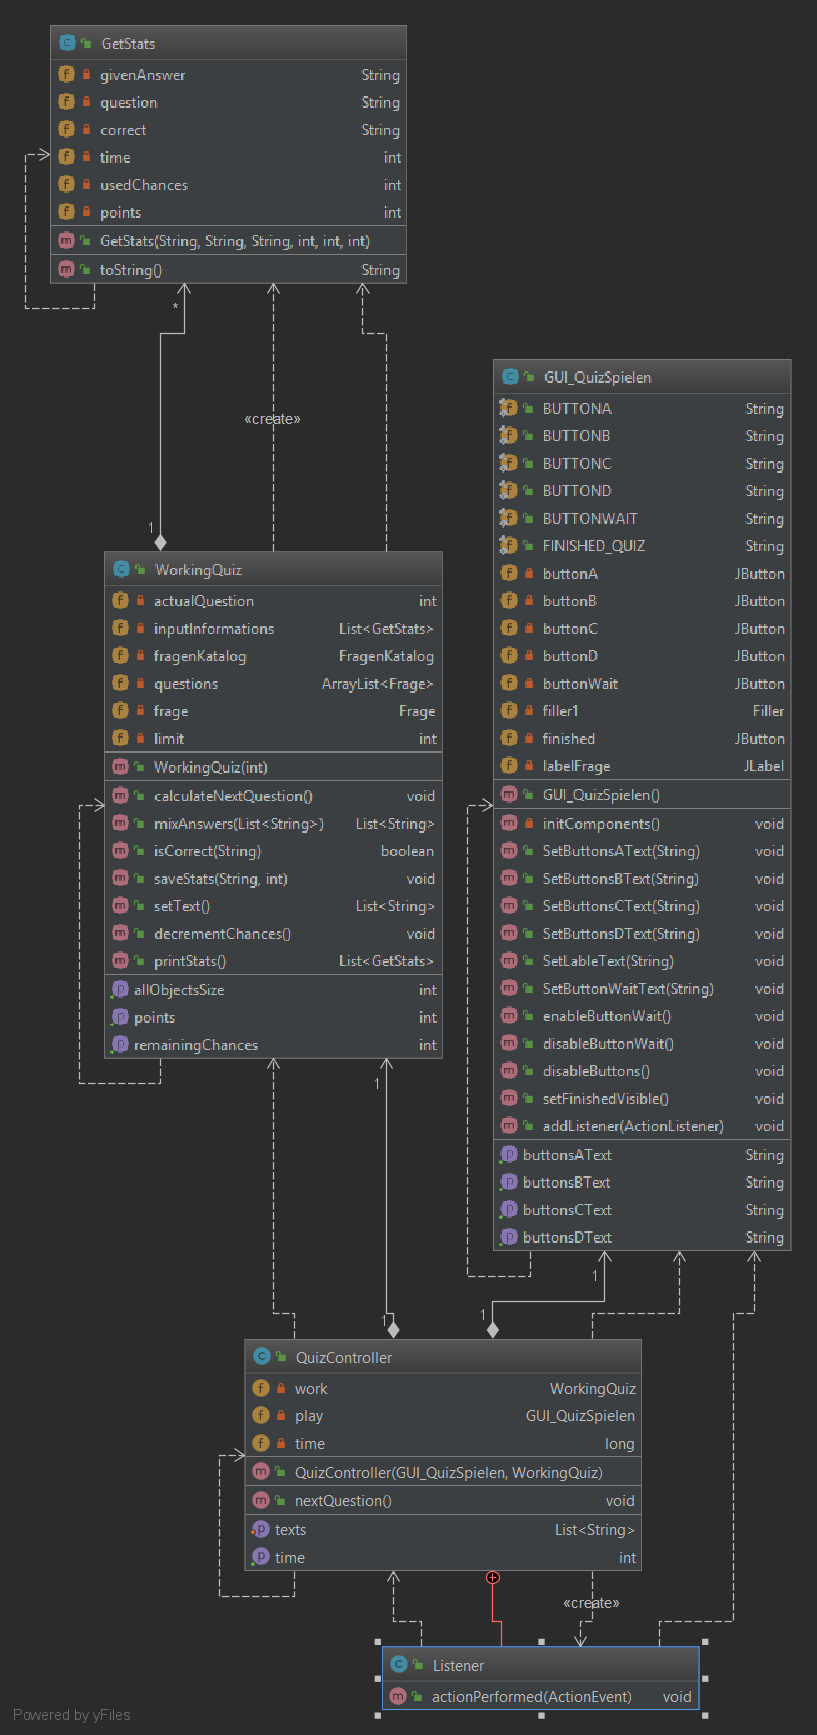 GetStats
givenAnswer String
question String
correct String
time int
usedChances int
points int
GetStats(String, String, String, int, int, int)
toString() String
*
«create»
1
WorkingQuiz
actualQuestion int
inputInformations List<GetStats>
fragenKatalog FragenKatalog
questions ArrayList<Frage>
frage Frage
limit int
WorkingQuiz(int)
calculateNextQuestion() void
mixAnswers(List<String>) List<String>
isCorrect(String) boolean
saveStats(String, int) void
setText() List<String>
decrementChances() void
printStats() List<GetStats>
allObjectsSize int
points int
remainingChances int
1
GUI_QuizSpielen
BUTTONA String
BUTTONB String
BUTTONC String
BUTTOND String
BUTTONWAIT String
FINISHED_QUIZ String
buttonA JButton
buttonB JButton
buttonC JButton
buttonD JButton
buttonWait JButton
filler1 Filler
finished JButton
labelFrage JLabel
GUI_QuizSpielen()
initComponents() void
SetButtonsAText(String) void
SetButtonsBText(String) void
SetButtonsCText(String) void
SetButtonsDText(String) void
SetLableText(String) void
SetButtonWaitText(String) void
enableButtonWait() void
disableButtonWait() void
disableButtons() void
setFinishedVisible() void
addListener(ActionListener) void
buttonsAText String
buttonsBText String
buttonsCText String
buttonsDText String
1
1
1
QuizController
work WorkingQuiz
play GUI_QuizSpielen
time long
QuizController(GUI_QuizSpielen, WorkingQuiz)
nextQuestion() void
texts List<String>
time int
«create»
Listener
actionPerformed(ActionEvent) void
Powered by yFiles